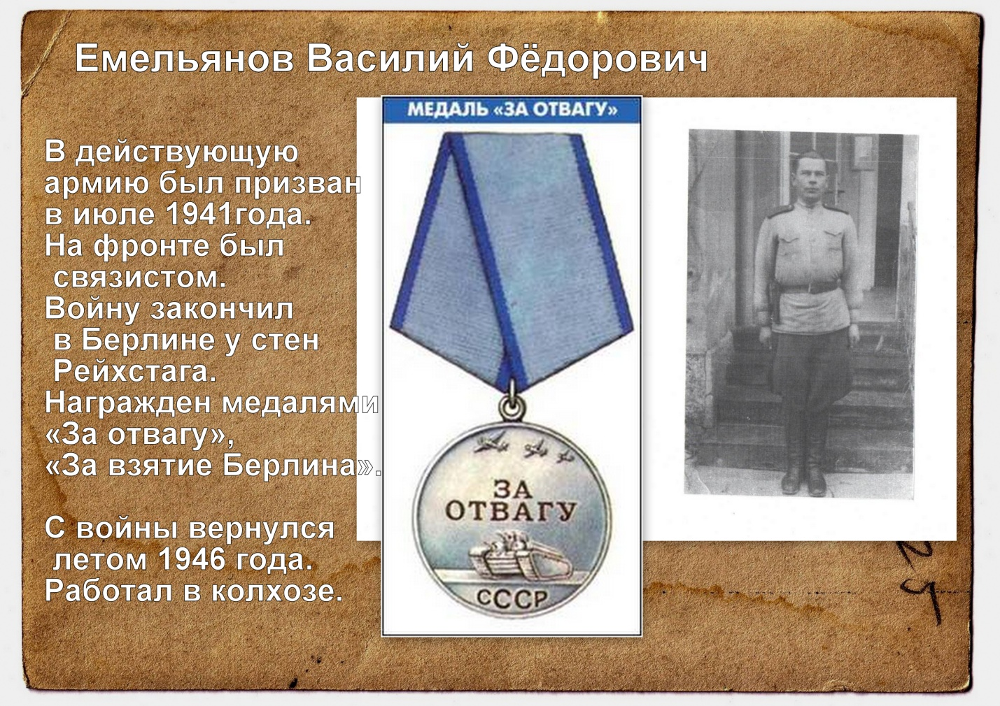 Емельянов Василий Фёдорович
В действующую
армию был призван
в июле 1941года.
На фронте был
связистом.
Войну закончил
в Берлине у стен
Рейхстага.
Награжден медалями
«За отвагу»,
«За взятие Берлина».
С войны вернулся
летом 1946 года.
Работал в колхозе.
МЕДАЛЬ «ЗА ОТВАГУ»
ЗА
ОТВАГУ
СССР